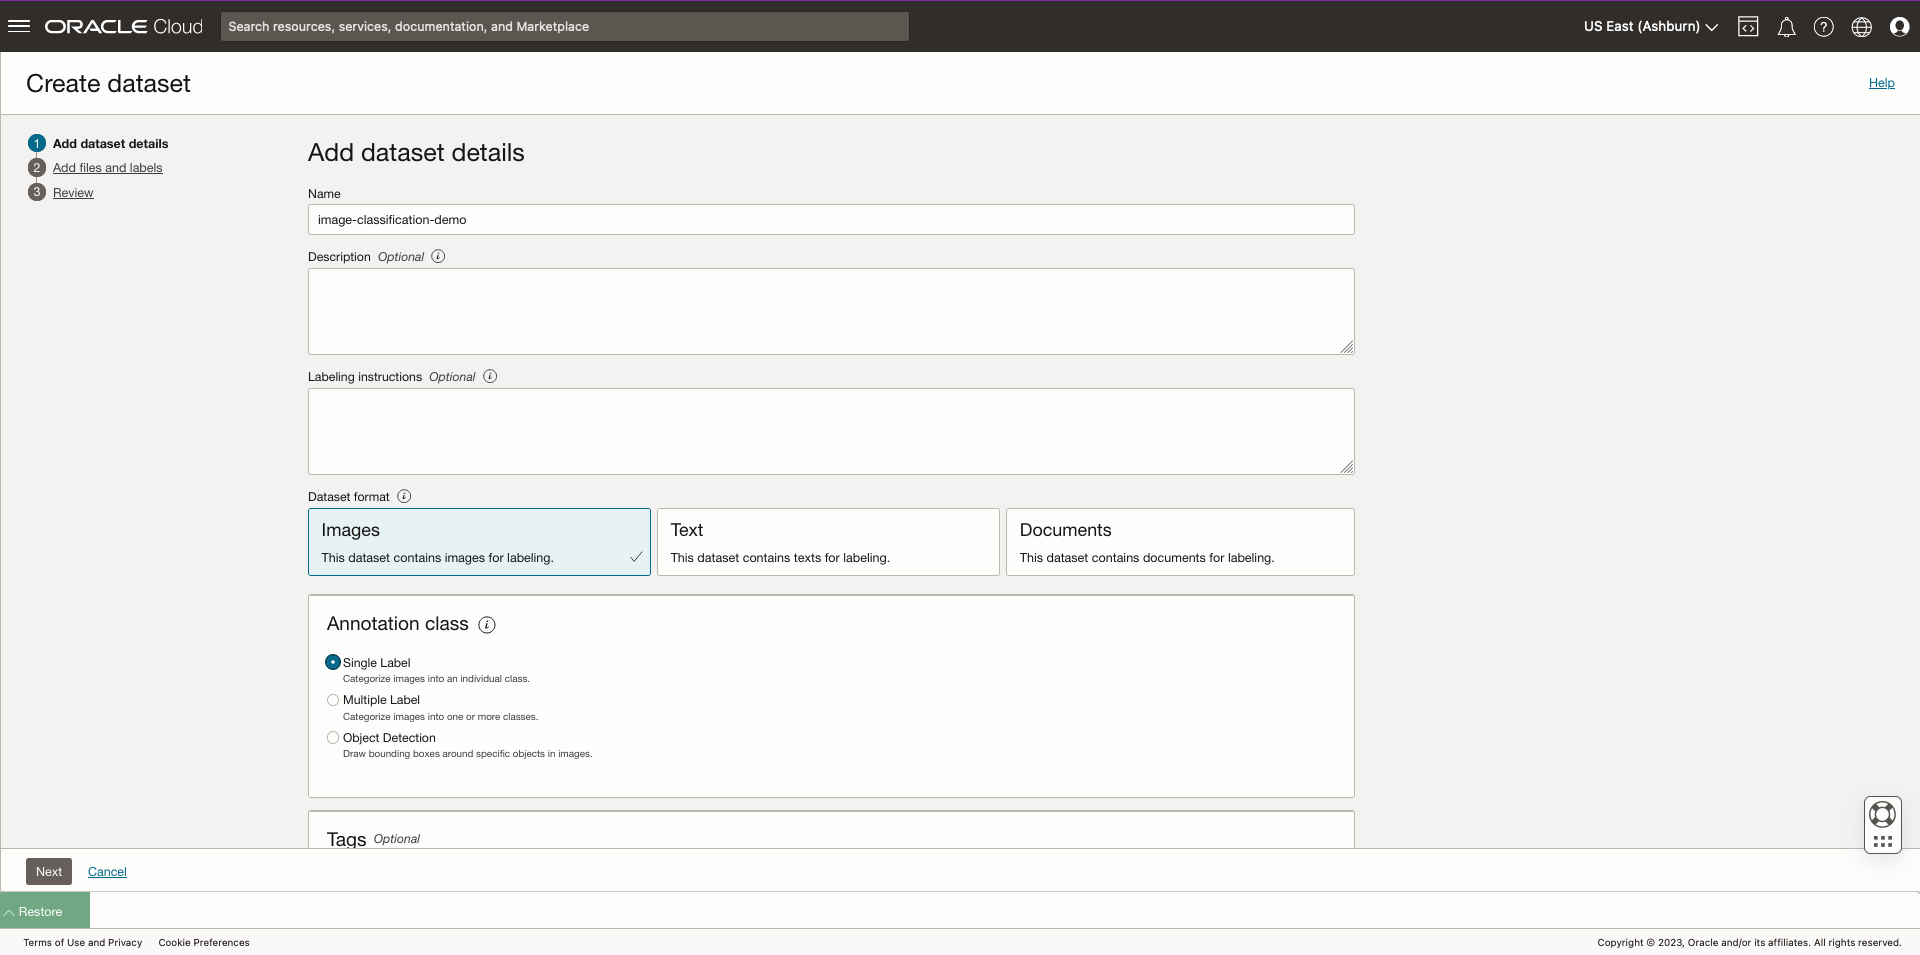 ORACLE Cloud
Search resources, services, documentation, and Marketplace
US East (Ashburn)
Create dataset
Help
1 Add dataset details
2 Add files and labels
3 Review
Add dataset details
Name
image-classification-demo
Description Optional
Labeling instructions Optional
Dataset format
Images
This dataset contains images for labeling.
Text
This dataset contains texts for labeling.
Documents
This dataset contains documents for labeling.
Annotation class
Single Label
Categorize images into an individual class.
Multiple Label
Categorize images into one or more classes.
Object Detection
Draw bounding boxes around specific objects in images.
Tags Optional
Next Cancel
Restore
Terms of Use and Privacy Cookie Preferences
Copyright © 2023, Oracle and/or its affiliates. All rights reserved.